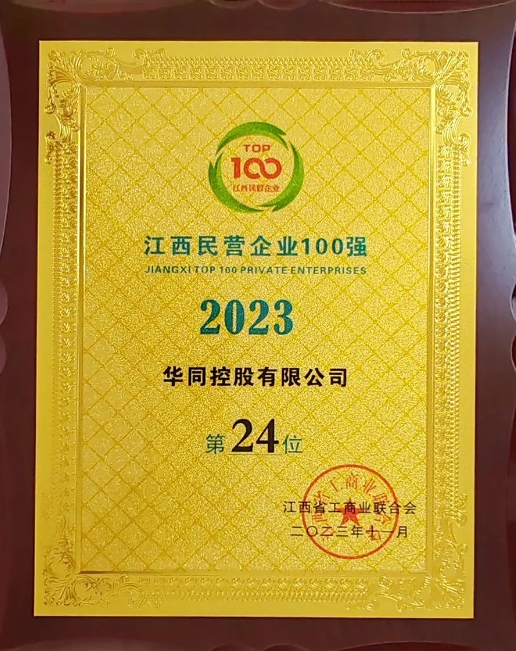 TOP
100
江西民营企业
江西民营企业100强
JIANGXI TOP 100 PRIVATE ENTERPRISES
2023
华同控股有限公司
第24位
江西省工商业联合会
二〇二三年十一月